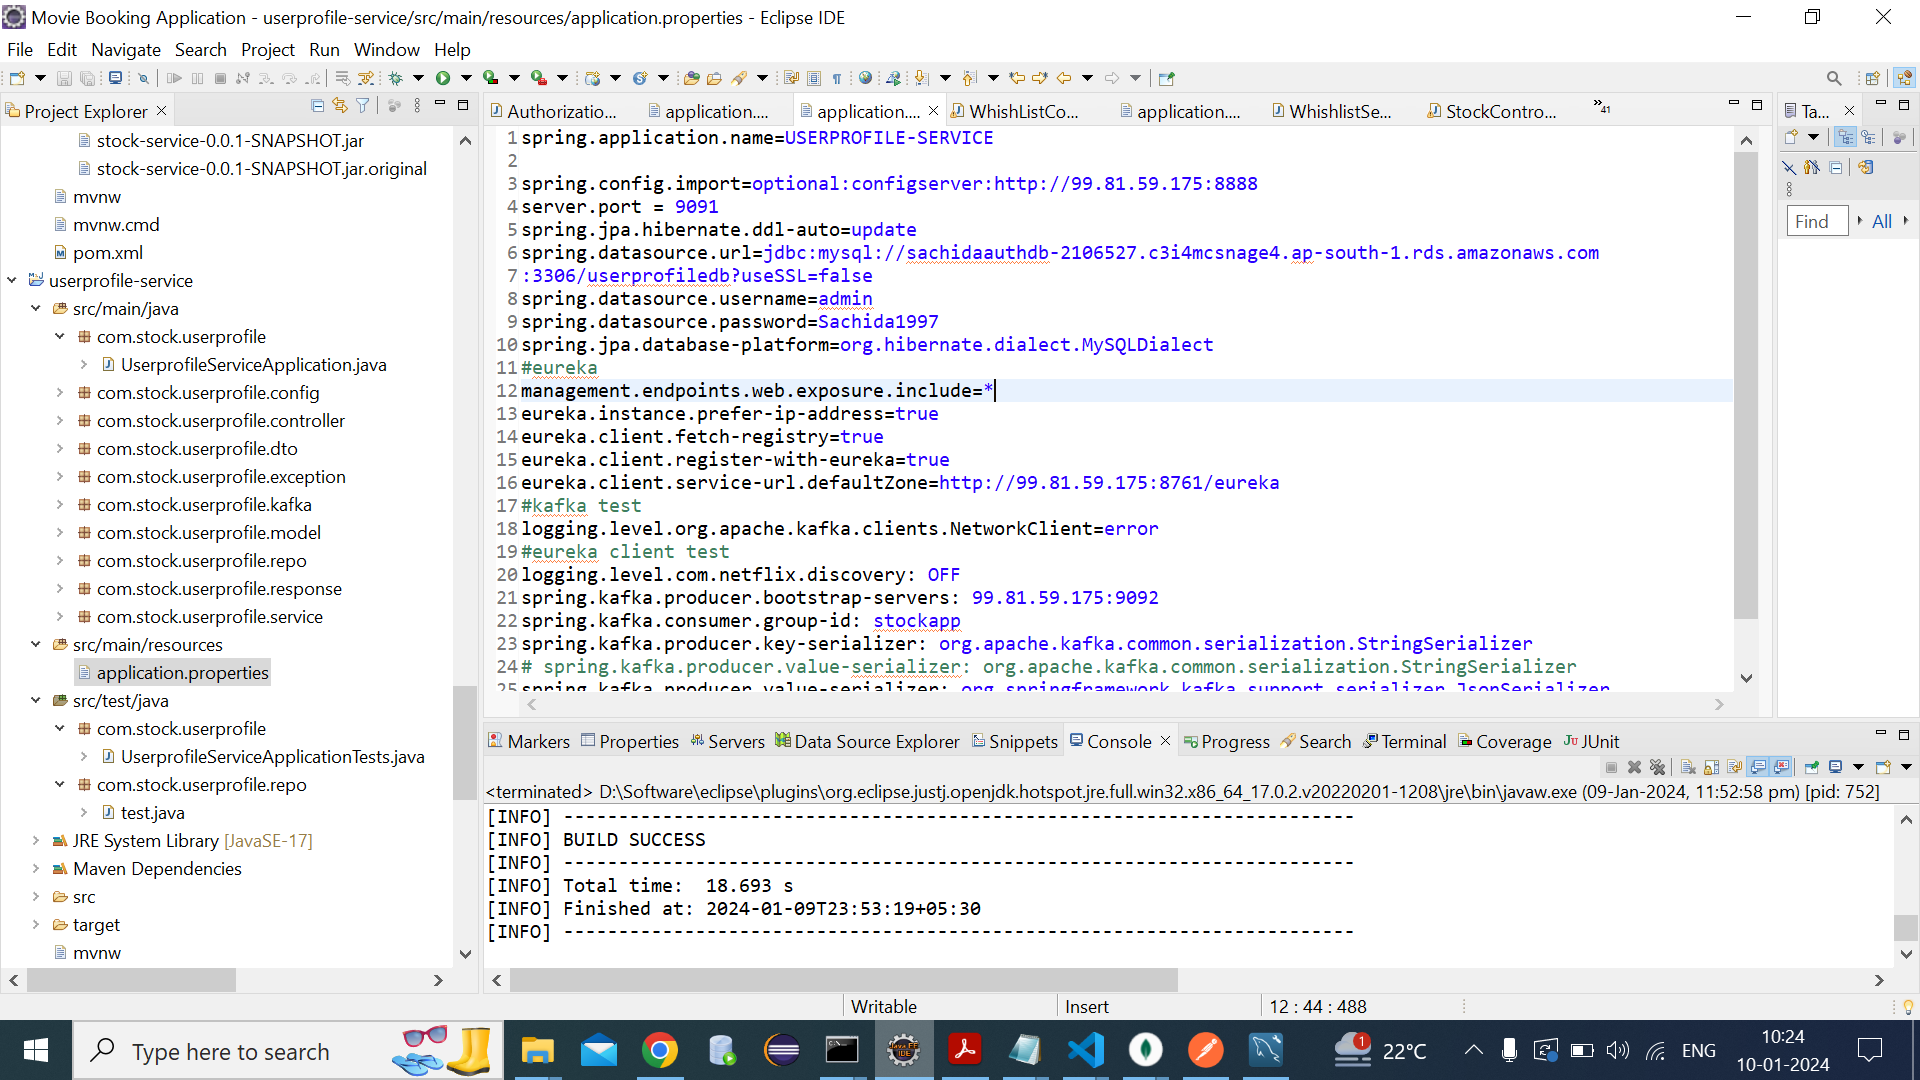 Movie Booking Application - userprofile-service/src/main/resources/application.properties - Eclipse IDE
File Edit Navigate Search Project Run Window Help
Project Explorer
stock-service-0.0.1-SNAPSHOT.jar
stock-service-0.0.1-SNAPSHOT.jar.original
mvnw
mvnw.cmd
pom.xml
userprofile-service
src/main/java
com.stock.userprofile
UserprofileServiceApplication.java
com.stock.userprofile.config
com.stock.userprofile.controller
com.stock.userprofile.dto
com.stock.userprofile.exception
com.stock.userprofile.kafka
com.stock.userprofile.model
com.stock.userprofile.repo
com.stock.userprofile.response
com.stock.userprofile.service
src/main/resources
application.properties
src/test/java
com.stock.userprofile
UserprofileServiceApplicationTests.java
com.stock.userprofile.repo
test.java
JRE System Library [JavaSE-17]
Maven Dependencies
src
target
mvnw
Authorizatio... application.... application.... WhishListCo... application.... WhishlistSe... StockContro... »41
1 spring.application.name=USERPROFILE-SERVICE
2
3 spring.config.import=optional:configserver:http://99.81.59.175:8888
4 server.port = 9091
5 spring.jpa.hibernate.ddl-auto=update
6 spring.datasource.url=jdbc:mysql://sachidaauthdb-2106527.c3i4mcsnage4.ap-south-1.rds.amazonaws.com
7 :3306/userprofiledb?useSSL=false
8 spring.datasource.username=admin
9 spring.datasource.password=Sachida1997
10 spring.jpa.database-platform=org.hibernate.dialect.MySQLDialect
11 #eureka
12 management.endpoints.web.exposure.include=*
13 eureka.instance.prefer-ip-address=true
14 eureka.client.fetch-registry=true
15 eureka.client.register-with-eureka=true
16 eureka.client.service-url.defaultZone=http://99.81.59.175:8761/eureka
17 #kafka test
18 logging.level.org.apache.kafka.clients.NetworkClient=error
19 #eureka client test
20 logging.level.com.netflix.discovery: OFF
21 spring.kafka.producer.bootstrap-servers: 99.81.59.175:9092
22 spring.kafka.consumer.group-id: stockapp
23 spring.kafka.producer.key-serializer: org.apache.kafka.common.serialization.StringSerializer
24 # spring.kafka.producer.value-serializer: org.apache.kafka.common.serialization.StringSerializer
25 spring.kafka.producer.value-serializer: org.springframework.kafka.support.serializer.JsonSerializer
Ta...
Find All
Markers Properties Servers Data Source Explorer Snippets Console Progress Search Terminal Coverage JUnit
<terminated> D:\Software\eclipse\plugins\org.eclipse.justj.openjdk.hotspot.jre.full.win32.x86_64_17.0.2.v20220201-1208\jre\bin\javaw.exe (09-Jan-2024, 11:52:58 pm) [pid: 752]
[INFO] ------------------------------------------------------------------------
[INFO] BUILD SUCCESS
[INFO] ------------------------------------------------------------------------
[INFO] Total time:  18.693 s
[INFO] Finished at: 2024-01-09T23:53:19+05:30
[INFO] ------------------------------------------------------------------------
Writable Insert 12 : 44 : 488
Type here to search
1 22°C ENG 10:24
10-01-2024